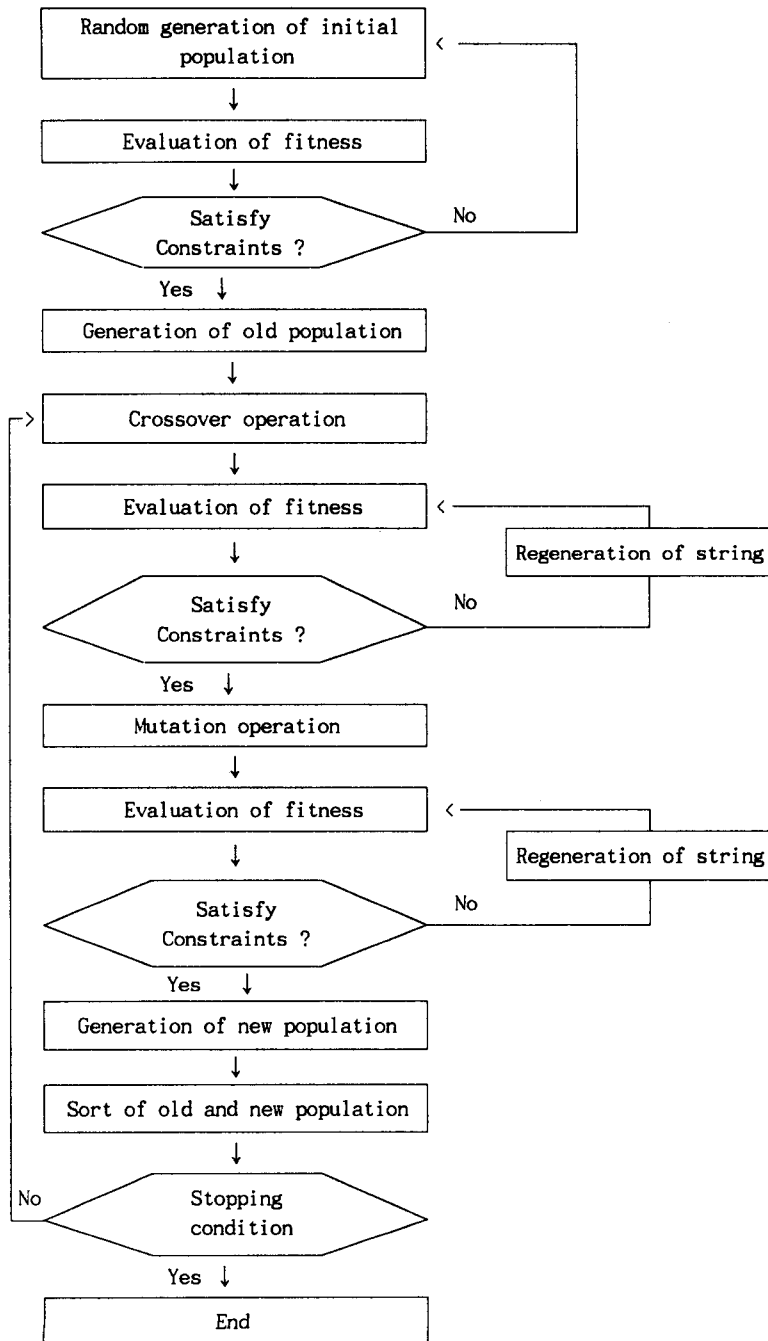 Random generation of initial
population
Evaluation of fitness
Satisfy
Constraints ?
No
Yes
Generation of old population
Crossover operation
Evaluation of fitness
Regeneration of string
Satisfy
Constraints ?
No
Yes
Mutation operation
Evaluation of fitness
Regeneration of string
Satisfy
Constraints ?
No
Yes
Generation of new population
Sort of old and new population
No
Stopping
condition
Yes
End